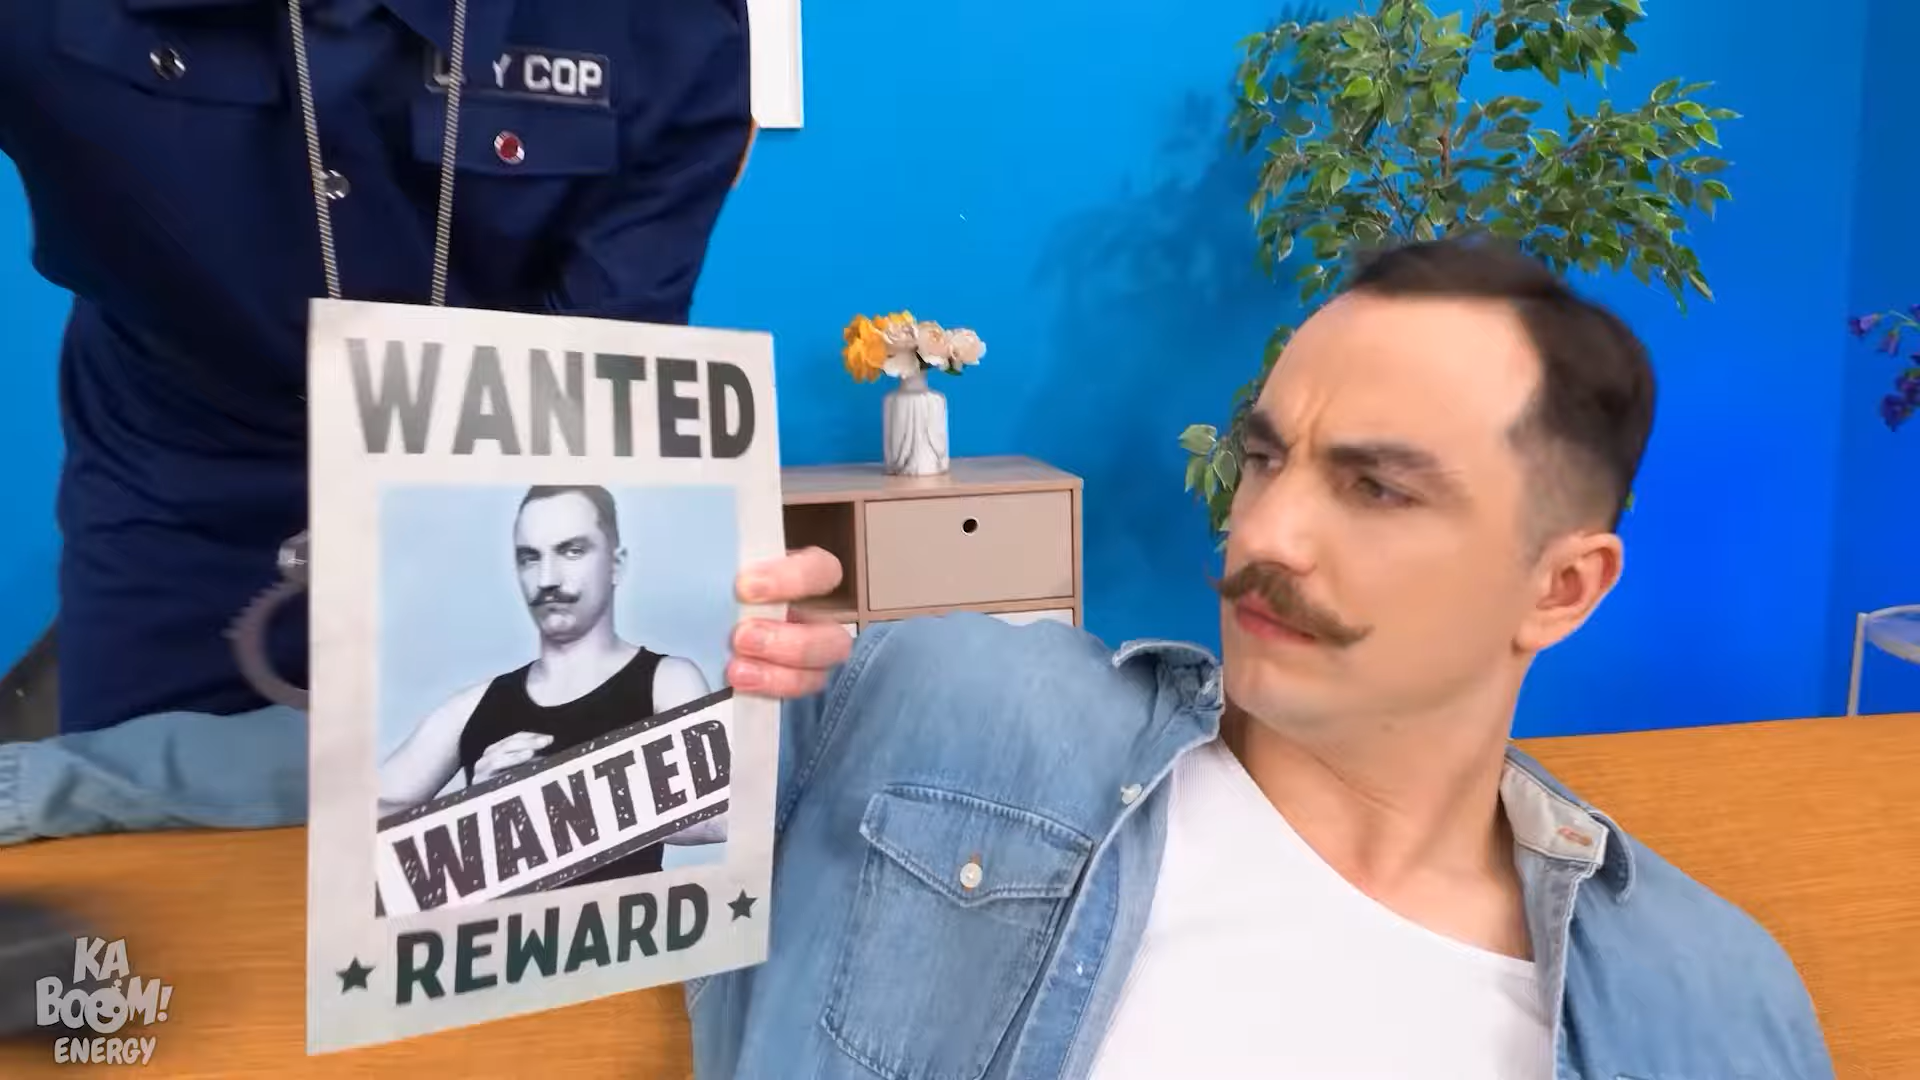 COP
WANTED
WANTED
★ REWARD ★
KA
BOOM!
ENERGY